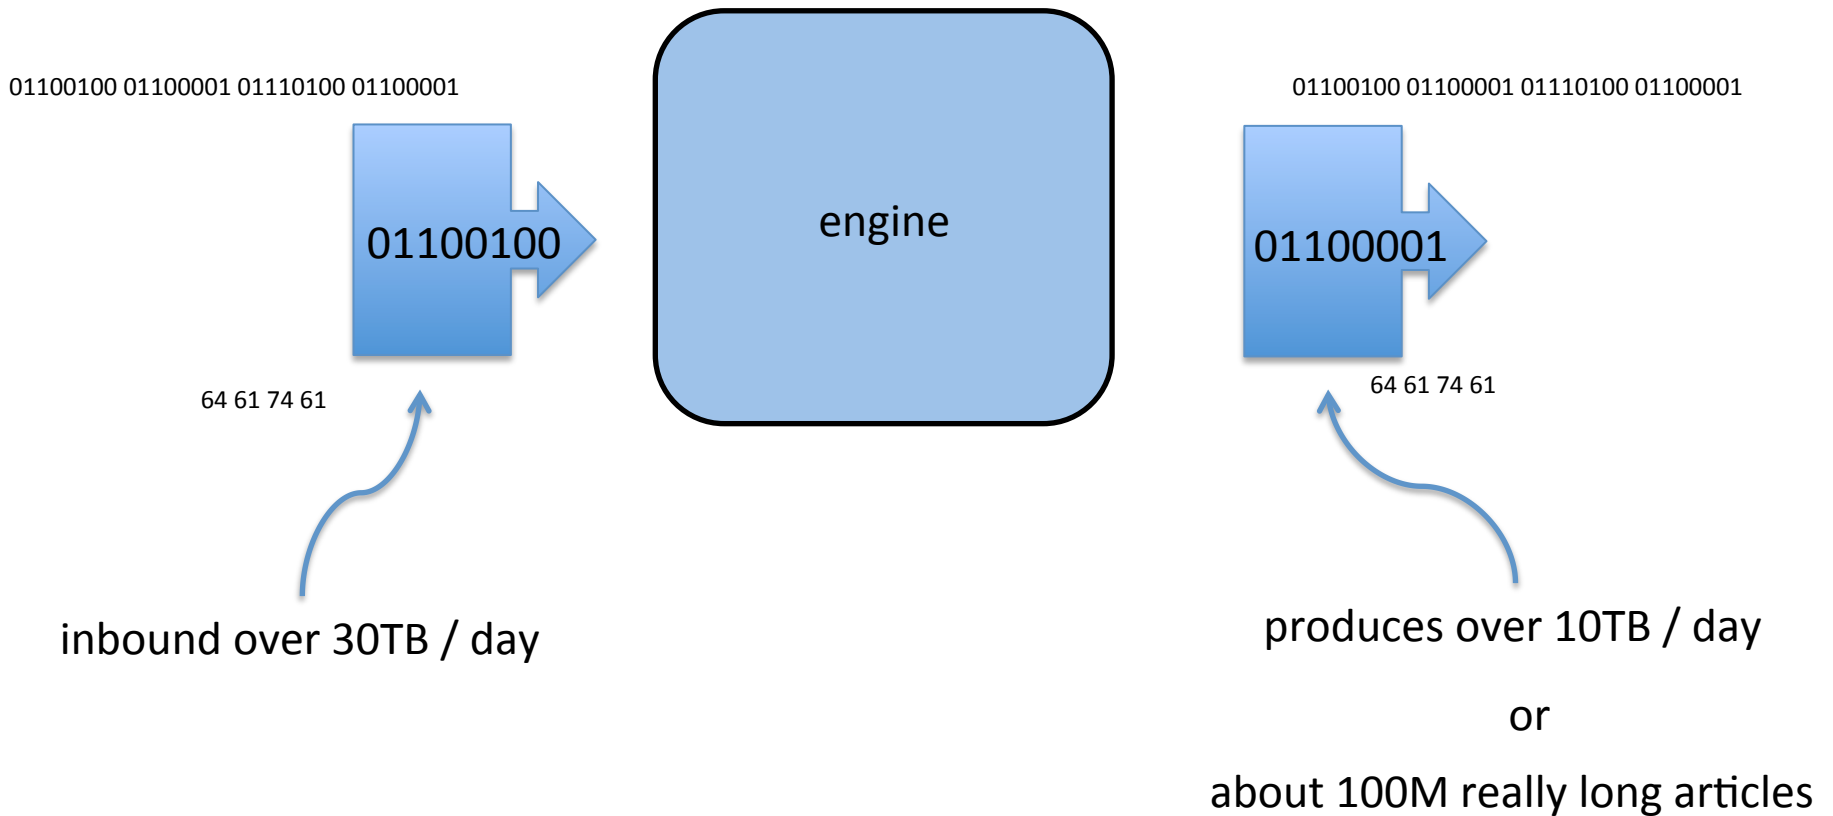 01100100 01100001 01110100 01100001
01100100
64 61 74 61
inbound over 30TB / day
engine
01100100 01100001 01110100 01100001
01100001
64 61 74 61
produces over 10TB / day
or
about 100M really long articles